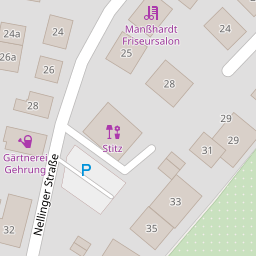 24
24a
26a
26
28
Manßhardt
Friseursalon
25
28
Stitz
Gärtnerei
Gehrung
P
Nellinger Straße
29
29
31
33
35
32